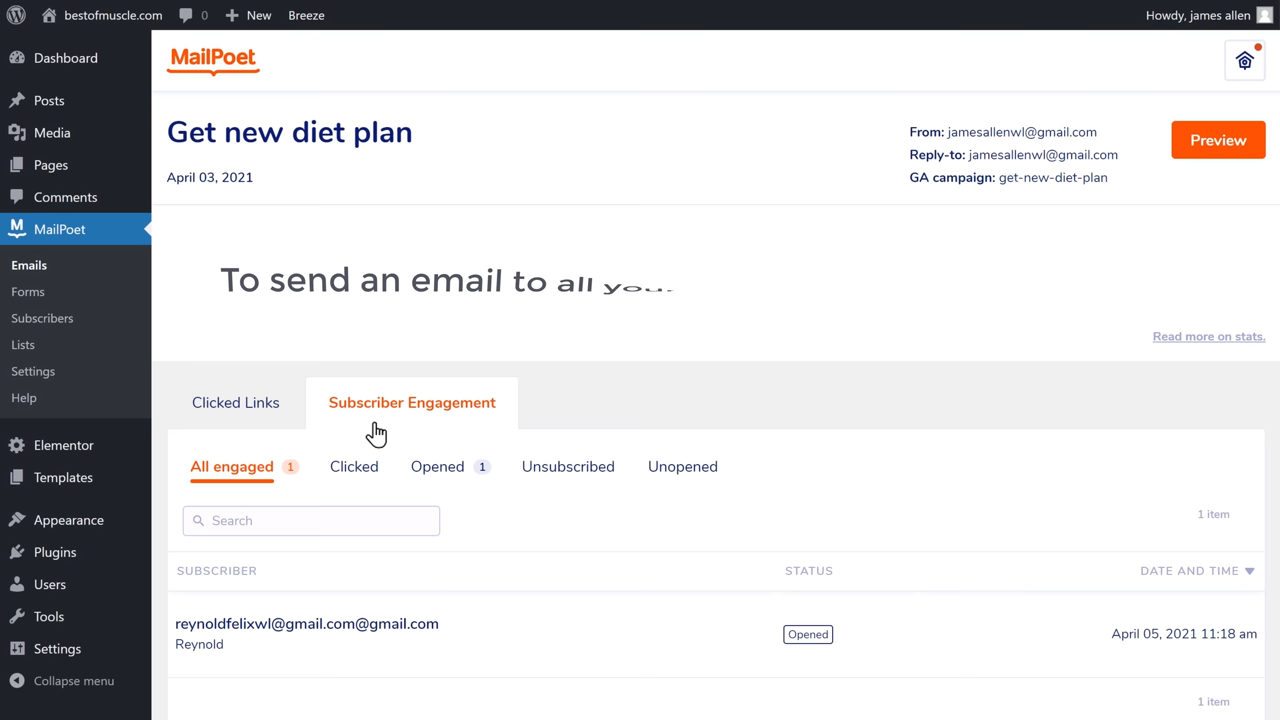 bestofmuscle.com
0
New
Breeze
Howdy, james allen
Dashboard
Posts
Media
Pages
Comments
MailPoet
Emails
Forms
Subscribers
Lists
Settings
Help
Elementor
Templates
Appearance
Plugins
Users
Tools
Settings
Collapse menu
MailPoet
Get new diet plan
April 03, 2021
From: jamesallenwl@gmail.com
Reply-to: jamesallenwl@gmail.com
GA campaign: get-new-diet-plan
Preview
To send an email to all
Read more on stats.
Clicked Links
Subscriber Engagement
All engaged 1
Clicked
Opened 1
Unsubscribed
Unopened
Search
1 item
SUBSCRIBER
STATUS
DATE AND TIME
reynoldfelixwl@gmail.com@gmail.com
Reynold
Opened
April 05, 2021 11:18 am
1 item